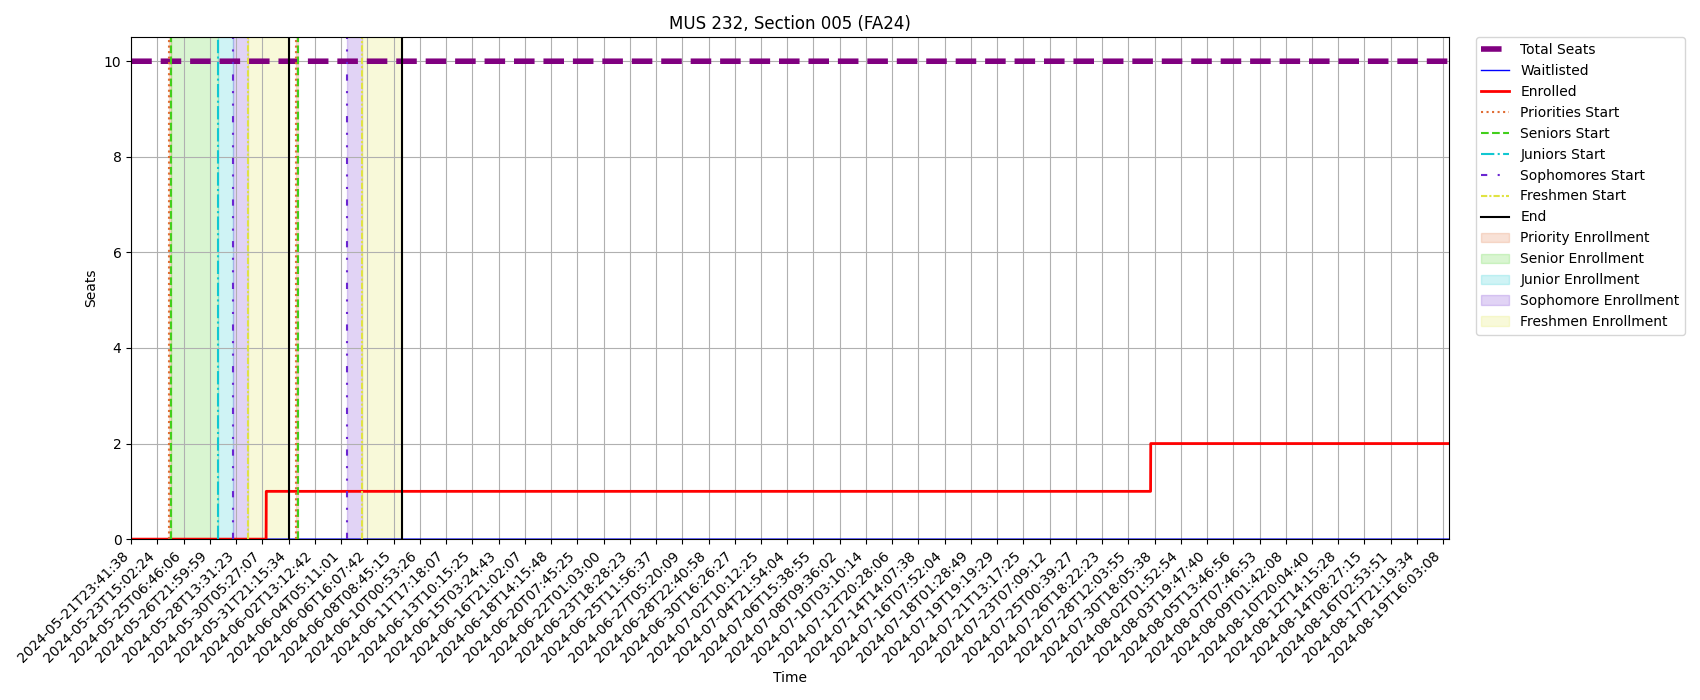 MUS 232, Section 005 (FA24)
Seats
10
8
6
4
2
0
2024-05-21T23:41:38
2024-05-23T15:02:24
2024-05-25T06:46:06
2024-05-26T21:59:59
2024-05-28T13:31:23
2024-05-30T05:27:07
2024-05-31T21:15:34
2024-06-02T13:12:42
2024-06-04T05:11:01
2024-06-06T16:07:42
2024-06-08T08:45:15
2024-06-10T00:53:26
2024-06-11T17:18:07
2024-06-13T10:15:25
2024-06-15T03:24:43
2024-06-16T21:02:07
2024-06-18T14:15:48
2024-06-20T07:45:25
2024-06-22T01:03:00
2024-06-23T18:28:23
2024-06-25T11:56:37
2024-06-27T05:20:09
2024-06-28T22:40:58
2024-06-30T16:26:27
2024-07-02T10:12:25
2024-07-04T21:54:04
2024-07-06T15:38:55
2024-07-08T09:36:02
2024-07-10T03:10:14
2024-07-12T20:28:06
2024-07-14T14:07:38
2024-07-16T07:52:04
2024-07-18T01:28:49
2024-07-19T19:19:29
2024-07-21T13:17:25
2024-07-23T07:09:12
2024-07-25T00:39:27
2024-07-26T18:22:23
2024-07-28T12:03:55
2024-07-30T18:05:38
2024-08-02T01:52:54
2024-08-03T19:47:40
2024-08-05T13:46:56
2024-08-07T07:46:53
2024-08-09T01:42:08
2024-08-10T20:04:40
2024-08-12T14:15:28
2024-08-14T08:27:15
2024-08-16T02:53:51
2024-08-17T21:19:34
2024-08-19T16:03:08
Time
Total Seats
Waitlisted
Enrolled
Priorities Start
Seniors Start
Juniors Start
Sophomores Start
Freshmen Start
End
Priority Enrollment
Senior Enrollment
Junior Enrollment
Sophomore Enrollment
Freshmen Enrollment